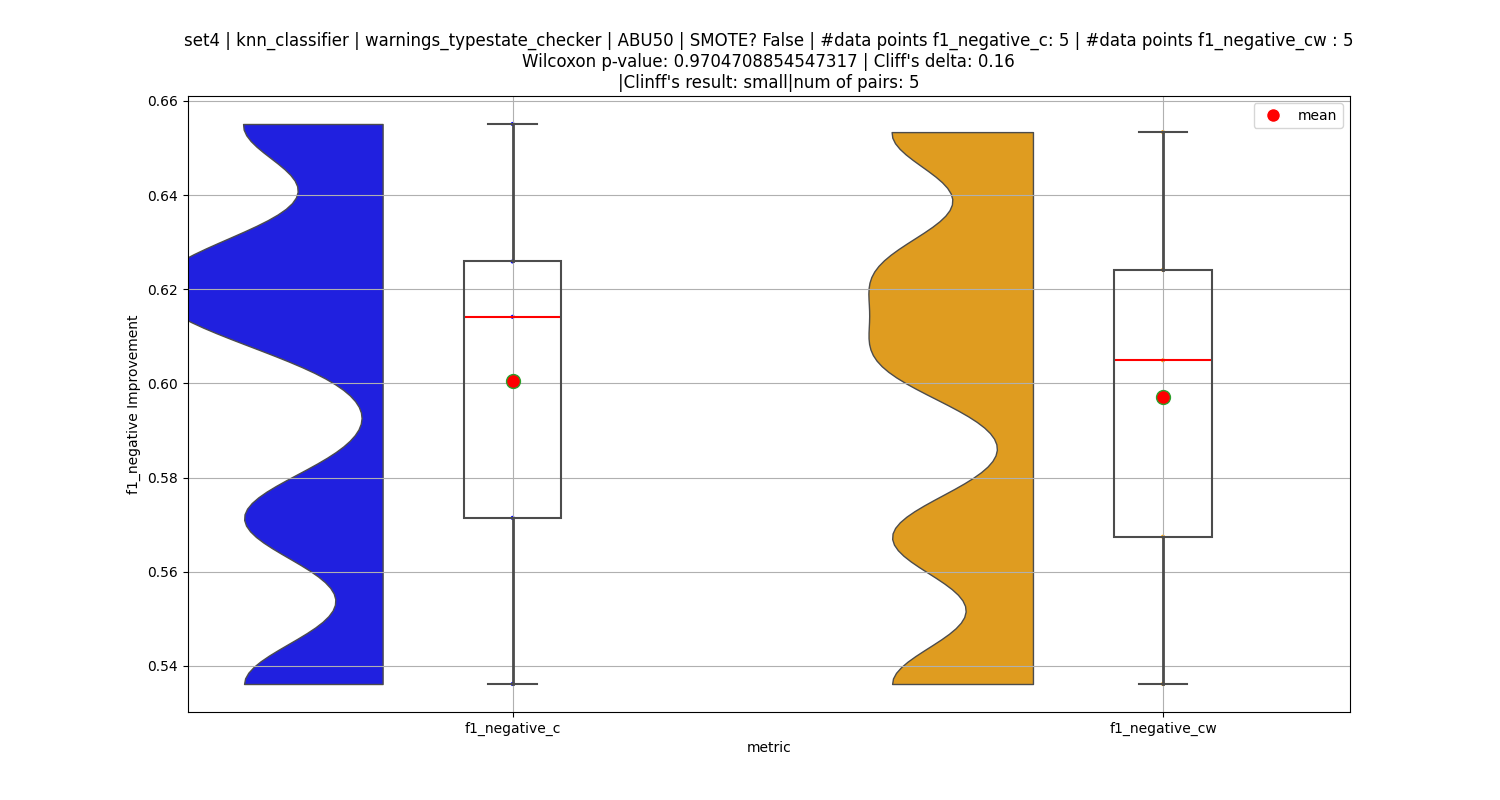 set4 | knn_classifier | warnings_typestate_checker | ABU50 | SMOTE? False | #data points f1_negative_c: 5 | #data points f1_negative_cw : 5
Wilcoxon p-value: 0.9704708854547317 | Cliff's delta: 0.16
|Clinff's result: small|num of pairs: 5
mean
0.66
0.64
0.62
0.60
0.58
0.56
0.54
f1_negative Improvement
f1_negative_c
f1_negative_cw
metric